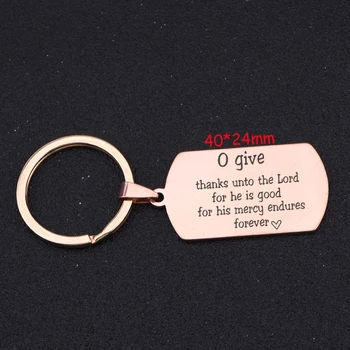 40*24mm
O give
thanks unto the Lord
for he is good
for his mercy endures
forever♡